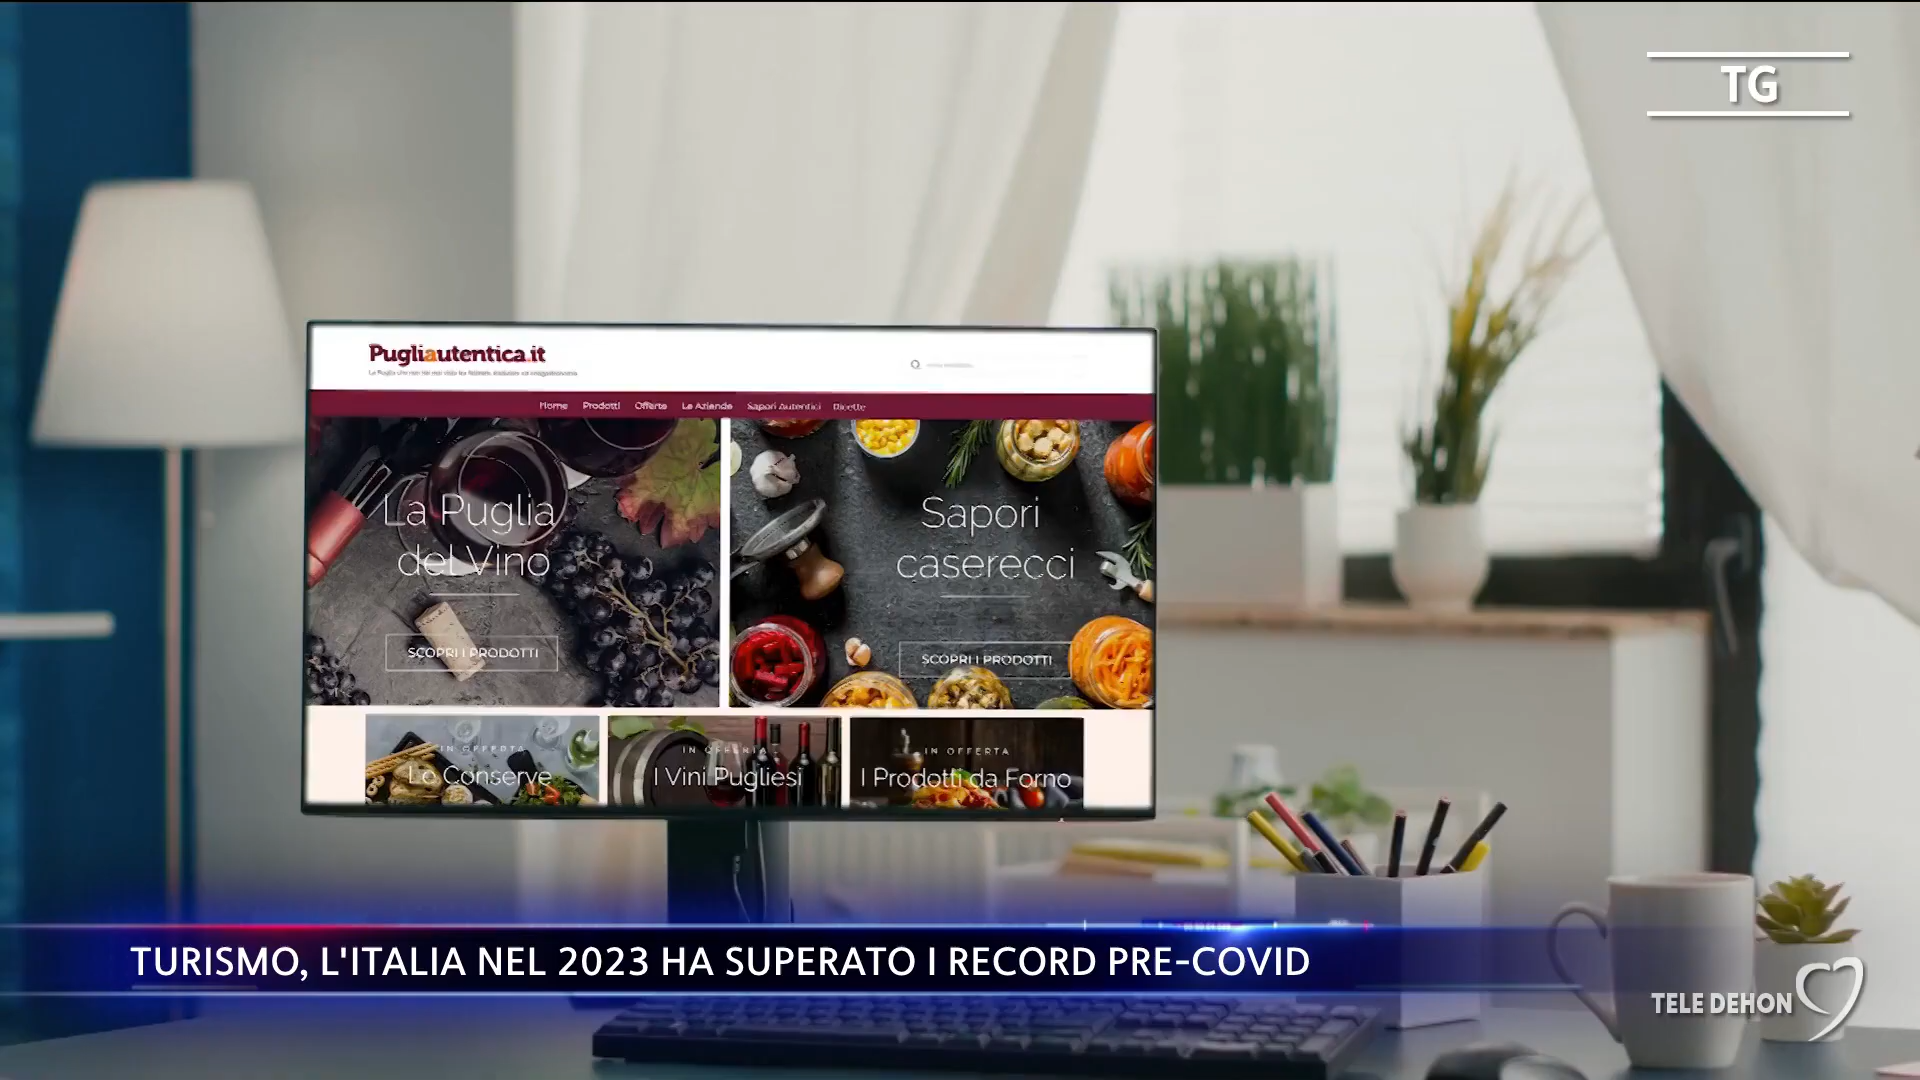 TG
Pugliautentica.it
Home Prodotti Offerte Le Aziende Sapori Autentici Ricette
La Puglia
del Vino
SCOPRI I PRODOTTI
Sapori
caserecci
SCOPRI I PRODOTTI
IN OFFERTA
Le Conserve
IN OFFERTA
I Vini Pugliesi
IN OFFERTA
I Prodotti da Forno
TURISMO, L'ITALIA NEL 2023 HA SUPERATO I RECORD PRE-COVID
TELE DEHON